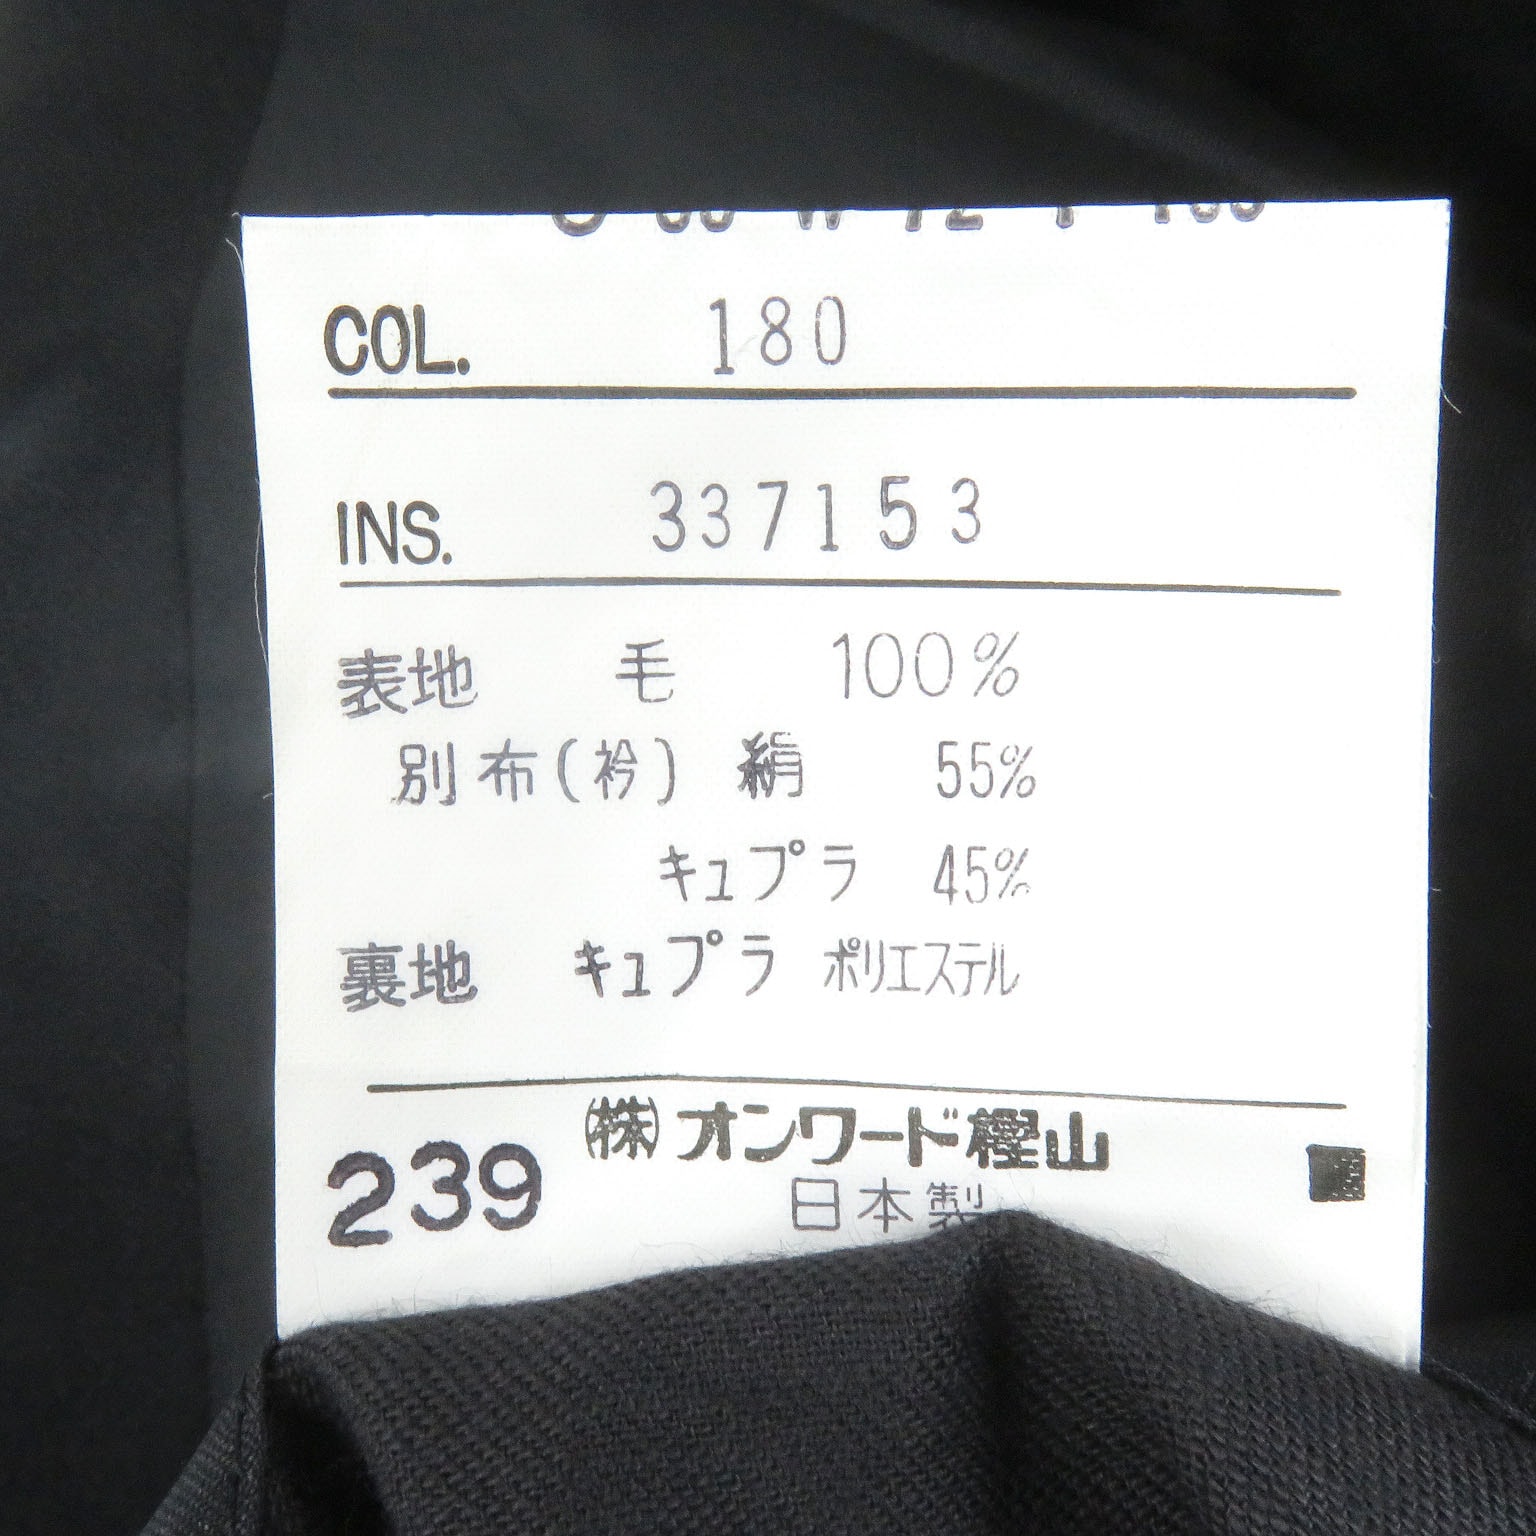 COL. 180
INS. 337153
表地 毛 100%
別布(衿) 絹 55%
キュプラ 45%
裏地 キュプラ ポリエステル
㈱オンワード樫山
239
日本製